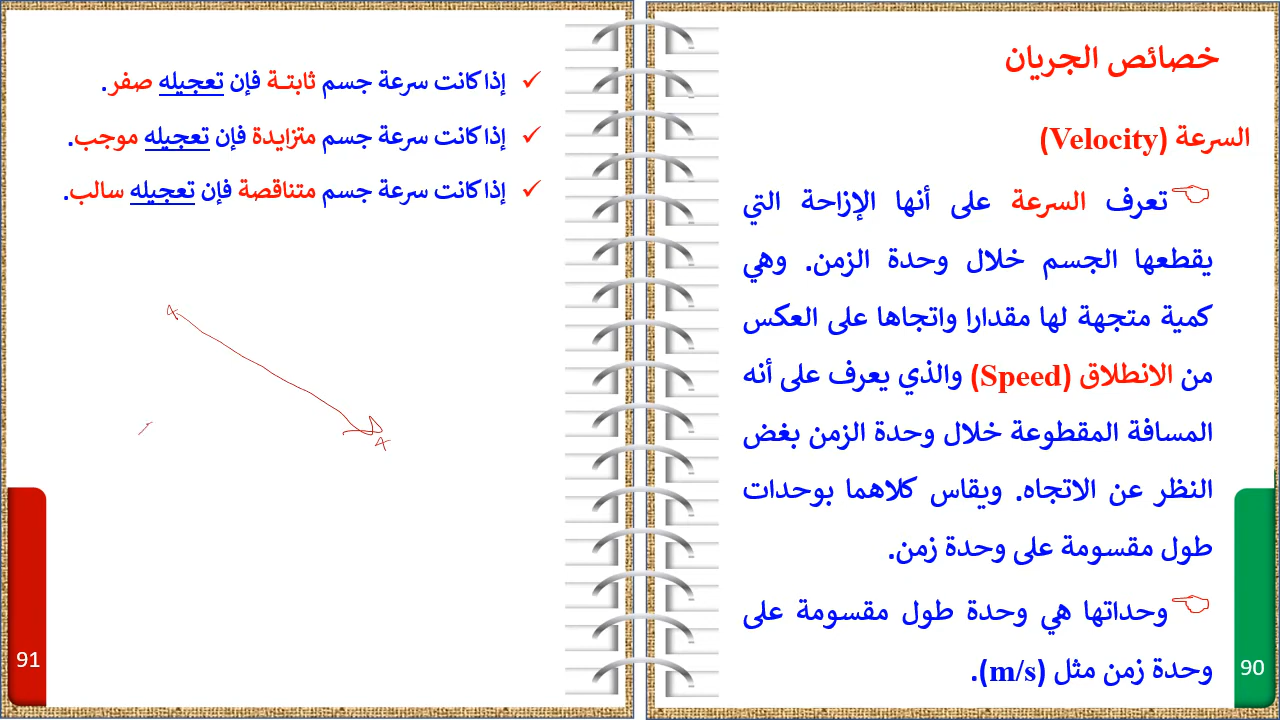 خصائص الجريان
السرعة (Velocity)
تعرف السرعة على أنها الإزاحة التي
يقطعها الجسم خلال وحدة الزمن. وهي
كمية متجهة لها مقدارا واتجاها على العكس
من الانطلاق (Speed) والذي يعرف على أنه
المسافة المقطوعة خلال وحدة الزمن بغض
النظر عن الاتجاه. ويقاس كلاهما بوحدات
طول مقسومة على وحدة زمن.
وحداتها هي وحدة طول مقسومة على
وحدة زمن مثل (m/s).
90
إذا كانت سرعة جسم ثابتـة فإن تعجيله صفر.
إذا كانت سرعة جسم متزايدة فإن تعجيله موجب.
إذا كانت سرعة جسم متناقصة فإن تعجيله سالب.
91